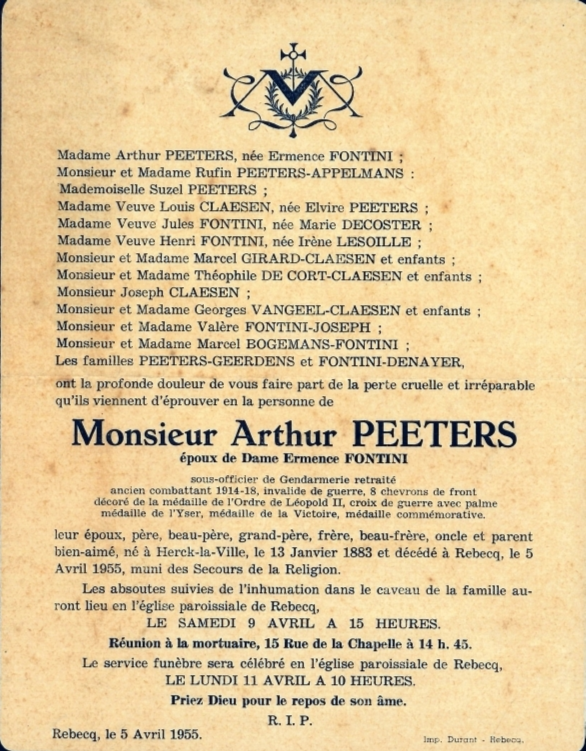 Madame Arthur PEETERS, née Ermence FONTINI ;
Monsieur et Madame Rufin PEETERS-APPELMANS :
Mademoiselle Suzel PEETERS ;
Madame Veuve Louis CLAESEN, née Elvire PEETERS ;
Madame Veuve Jules FONTINI, née Marie DECOSTER ;
Madame Veuve Henri FONTINI, née Irène LESOILLE ;
Monsieur et Madame Marcel GIRARD-CLAESEN et enfants ;
Monsieur et Madame Théophile DE CORT-CLAESEN et enfants ;
Monsieur Joseph CLAESEN ;
Monsieur et Madame Georges VANGEEL-CLAESEN et enfants ;
Monsieur et Madame Valère FONTINI-JOSEPH ;
Monsieur et Madame Marcel BOGEMANS-FONTINI ;
Les familles PEETERS-GEERDENS et FONTINI-DENAYER,
ont la profonde douleur de vous faire part de la perte cruelle et irréparable
qu'ils viennent d'éprouver en la personne de
Monsieur Arthur PEETERS
époux de Dame Ermence FONTINI
sous-officier de Gendarmerie retraité
ancien combattant 1914-18, invalide de guerre, 8 chevrons de front
décoré de la médaille de l'Ordre de Léopold II, croix de guerre avec palme
médaille de l'Yser, médaille de la Victoire, médaille commémorative.
leur époux, père, beau-père, grand-père, frère, beau-frère, oncle et parent
bien-aimé, né à Herck-la-Ville, le 13 Janvier 1883 et décédé à Rebecq, le 5
Avril 1955, muni des Secours de la Religion.
Les absoutes suivies de l'inhumation dans le caveau de la famille au-
ront lieu en l'église paroissiale de Rebecq,
LE SAMEDI 9 AVRIL A 15 HEURES.
Réunion à la mortuaire, 15 Rue de la Chapelle à 14 h. 45.
Le service funèbre sera célébré en l'église paroissiale de Rebecq,
LE LUNDI 11 AVRIL A 10 HEURES.
Priez Dieu pour le repos de son âme.
R. I. P.
Rebecq, le 5 Avril 1955.
Imp. Durant - Rebecq.